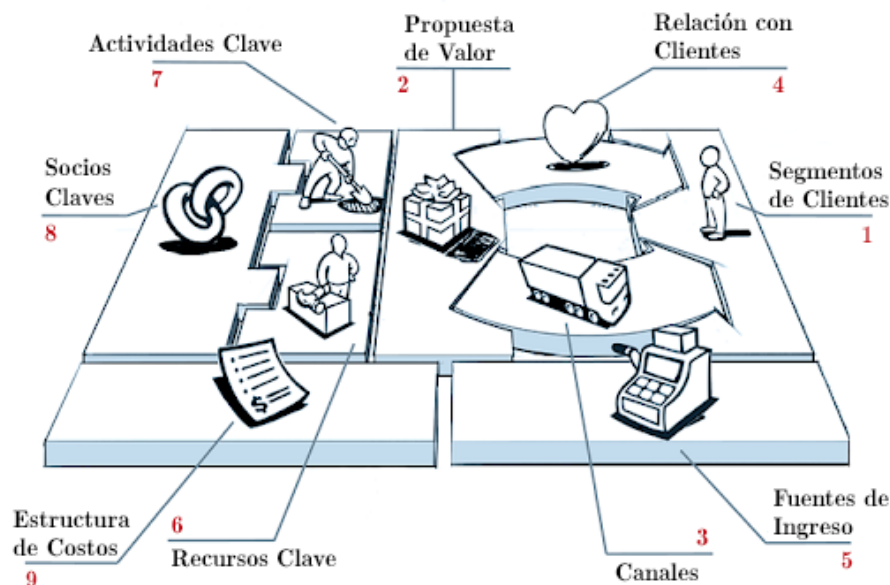 Actividades Clave
7
Propuesta
de Valor
2
Relación con
Clientes
4
Socios
Claves
8
Segmentos
de Clientes
1
Estructura
de Costos
9
6
Recursos Clave
3
Canales
Fuentes de
Ingreso
5
$